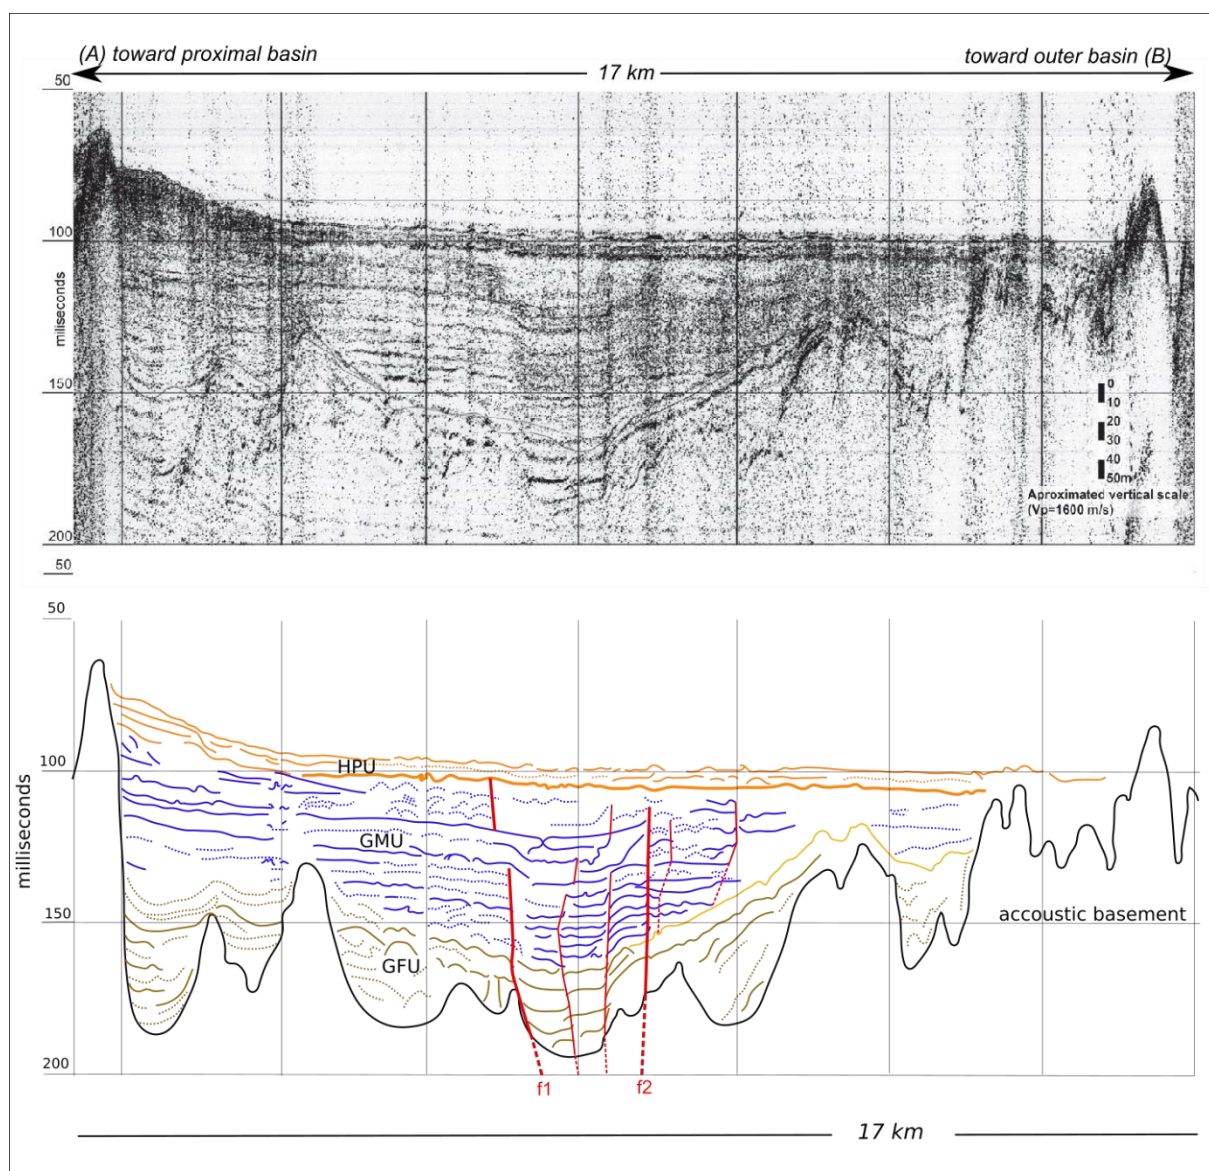 (A) toward proximal basin
toward outer basin (B)
17 km
50
100
miliseconds
150
0
10
20
30
40
50m
Aproximated vertical scale
(Vp=1600 m/s)
200
50
50
100
HPU
GMU
milliseconds
150
accoustic basement
GFU
200
f1
f2
17 km